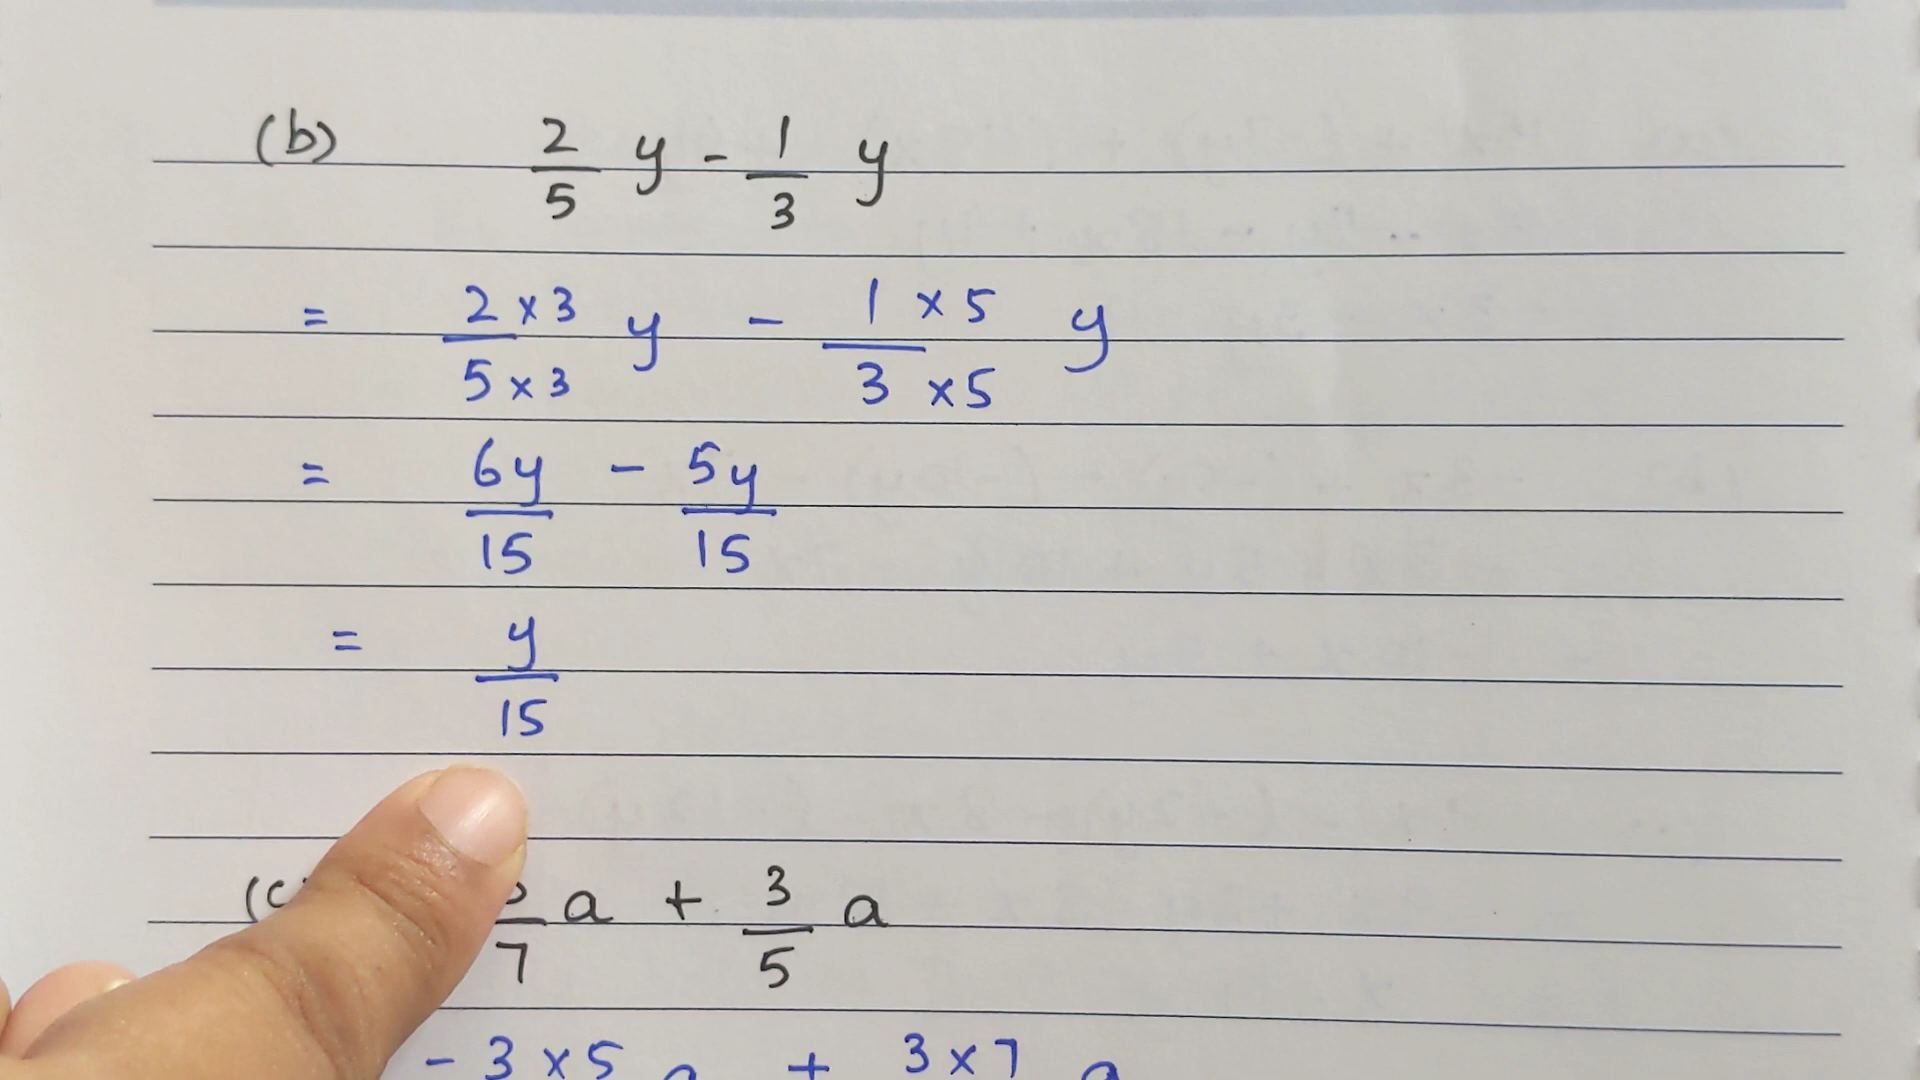 (b) 2/5 y - 1/3 y
= 2 x 3 / 5 x 3 y - 1 x 5 / 3 x 5 y
= 6y/15 - 5y/15
= y/15
(c /7 a + 3/5 a
- 3 x 5 a + 3 x 7 a